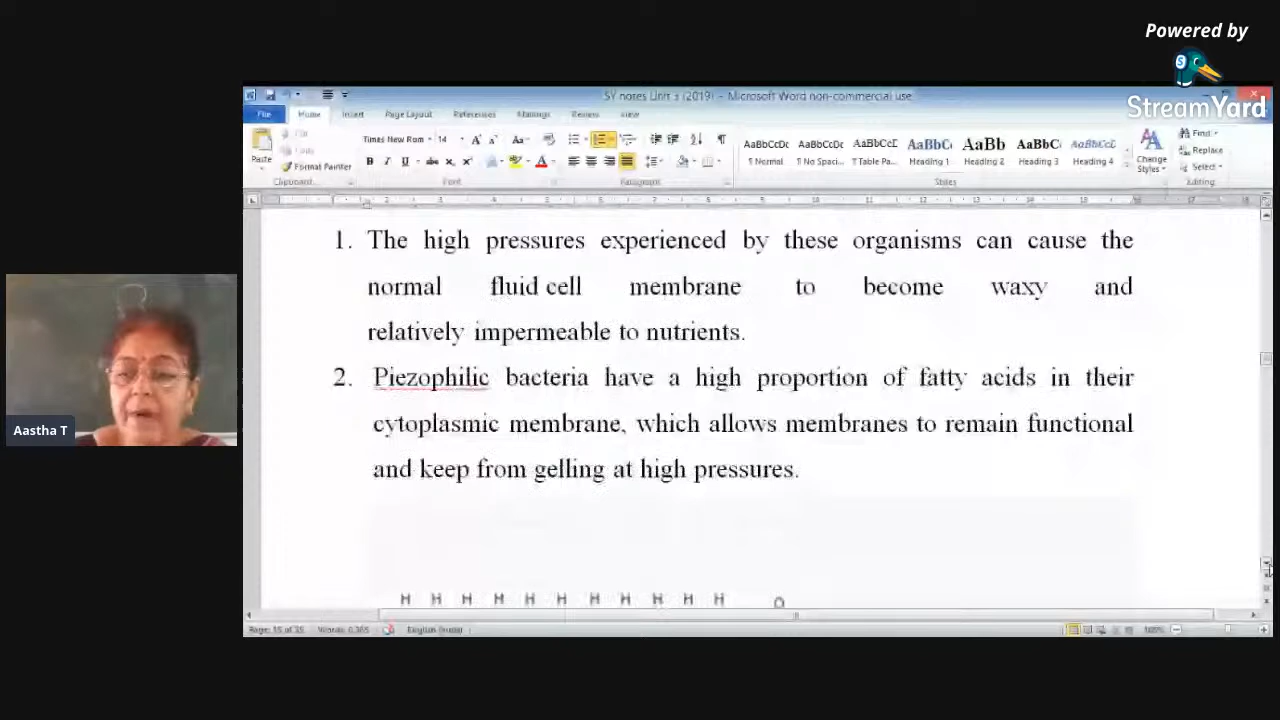 Powered by
StreamYard
SY notes Unit 3 (2019) - Microsoft Word non-commercial use
File Home Insert Page Layout References Mailings Review View
Times New Rom 14 Aa
Paste
Format Painter
AaBbCcDc AaBbCcDc AaBbCcD AaBbC AaBb AaBbC AaBbCcD
¶ Normal ¶ No Spaci... ¶ Table Pa... Heading 1 Heading 2 Heading 3 Heading 4
Change
Styles
Find
Replace
Select
Clipboard Font Paragraph Styles Editing
1. The high pressures experienced by these organisms can cause the
normal fluid cell membrane to become waxy and
relatively impermeable to nutrients.
2. Piezophilic bacteria have a high proportion of fatty acids in their
cytoplasmic membrane, which allows membranes to remain functional
and keep from gelling at high pressures.
H H H H H H H H H H H O
Aastha T